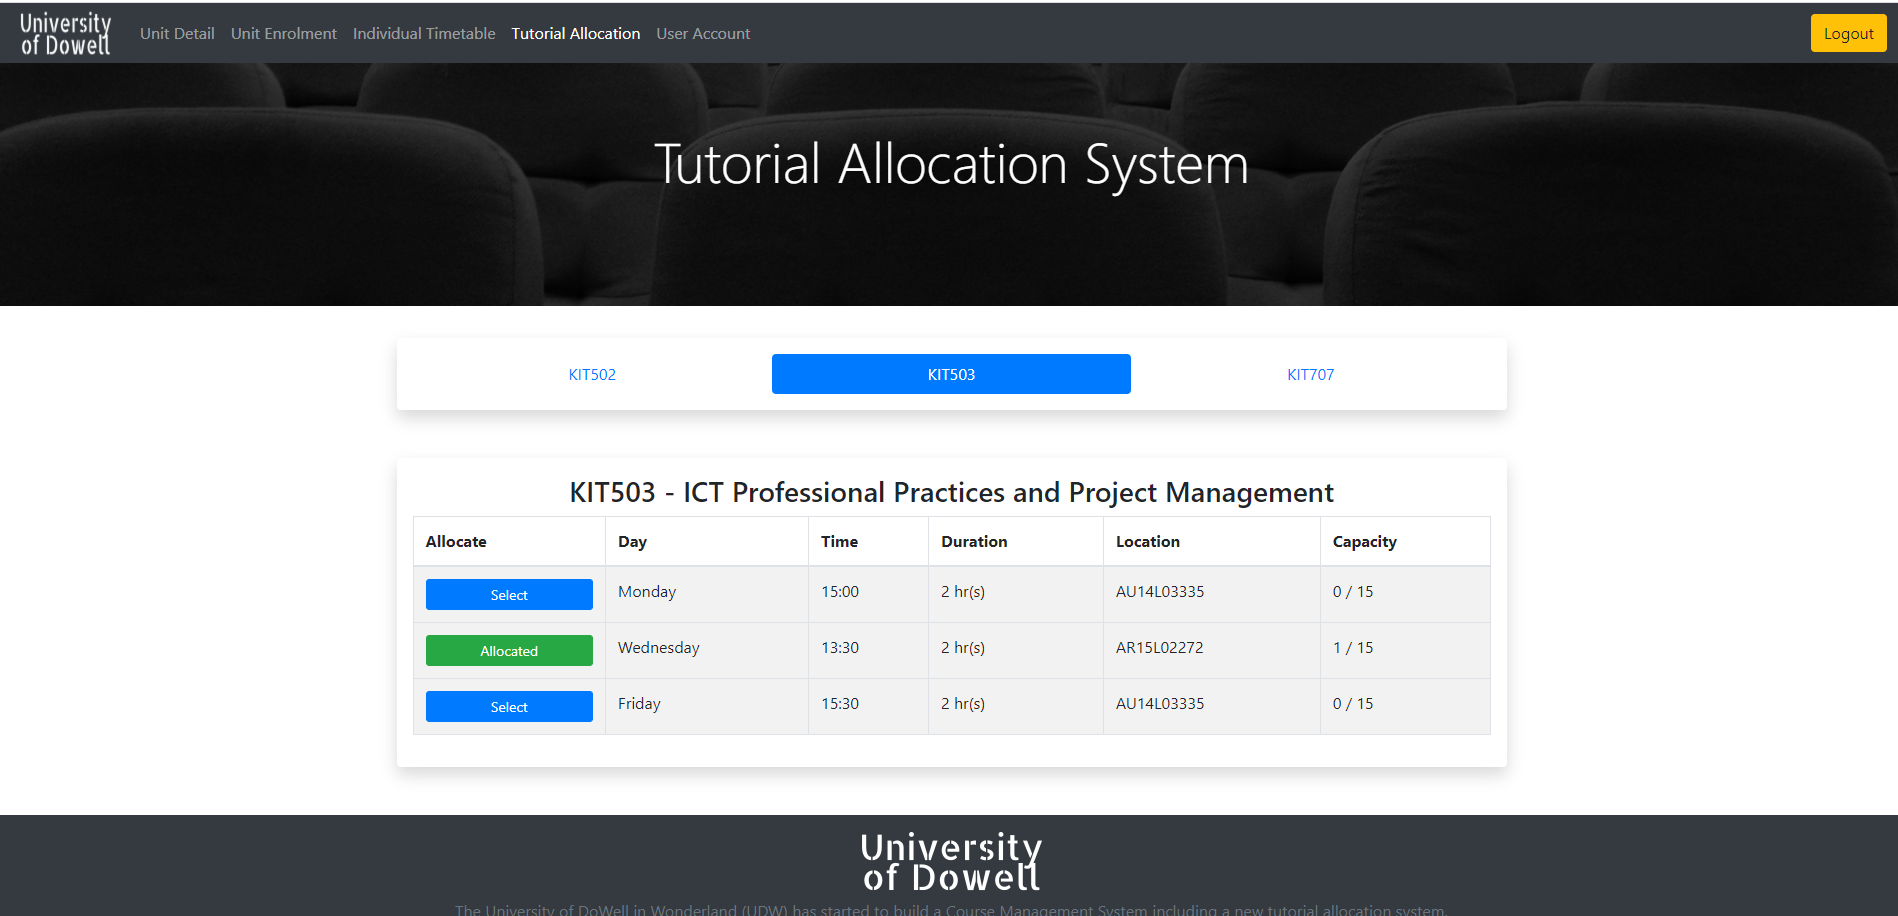 University
of Dowell
Unit Detail Unit Enrolment Individual Timetable Tutorial Allocation User Account Logout
Tutorial Allocation System
KIT502 KIT503 KIT707
KIT503 - ICT Professional Practices and Project Management
Allocate Day Time Duration Location Capacity
Select Monday 15:00 2 hr(s) AU14L03335 0 / 15
Allocated Wednesday 13:30 2 hr(s) AR15L02272 1 / 15
Select Friday 15:30 2 hr(s) AU14L03335 0 / 15
University
of Dowell
The University of DoWell in Wonderland (UDW) has started to build a Course Management System including a new tutorial allocation system.